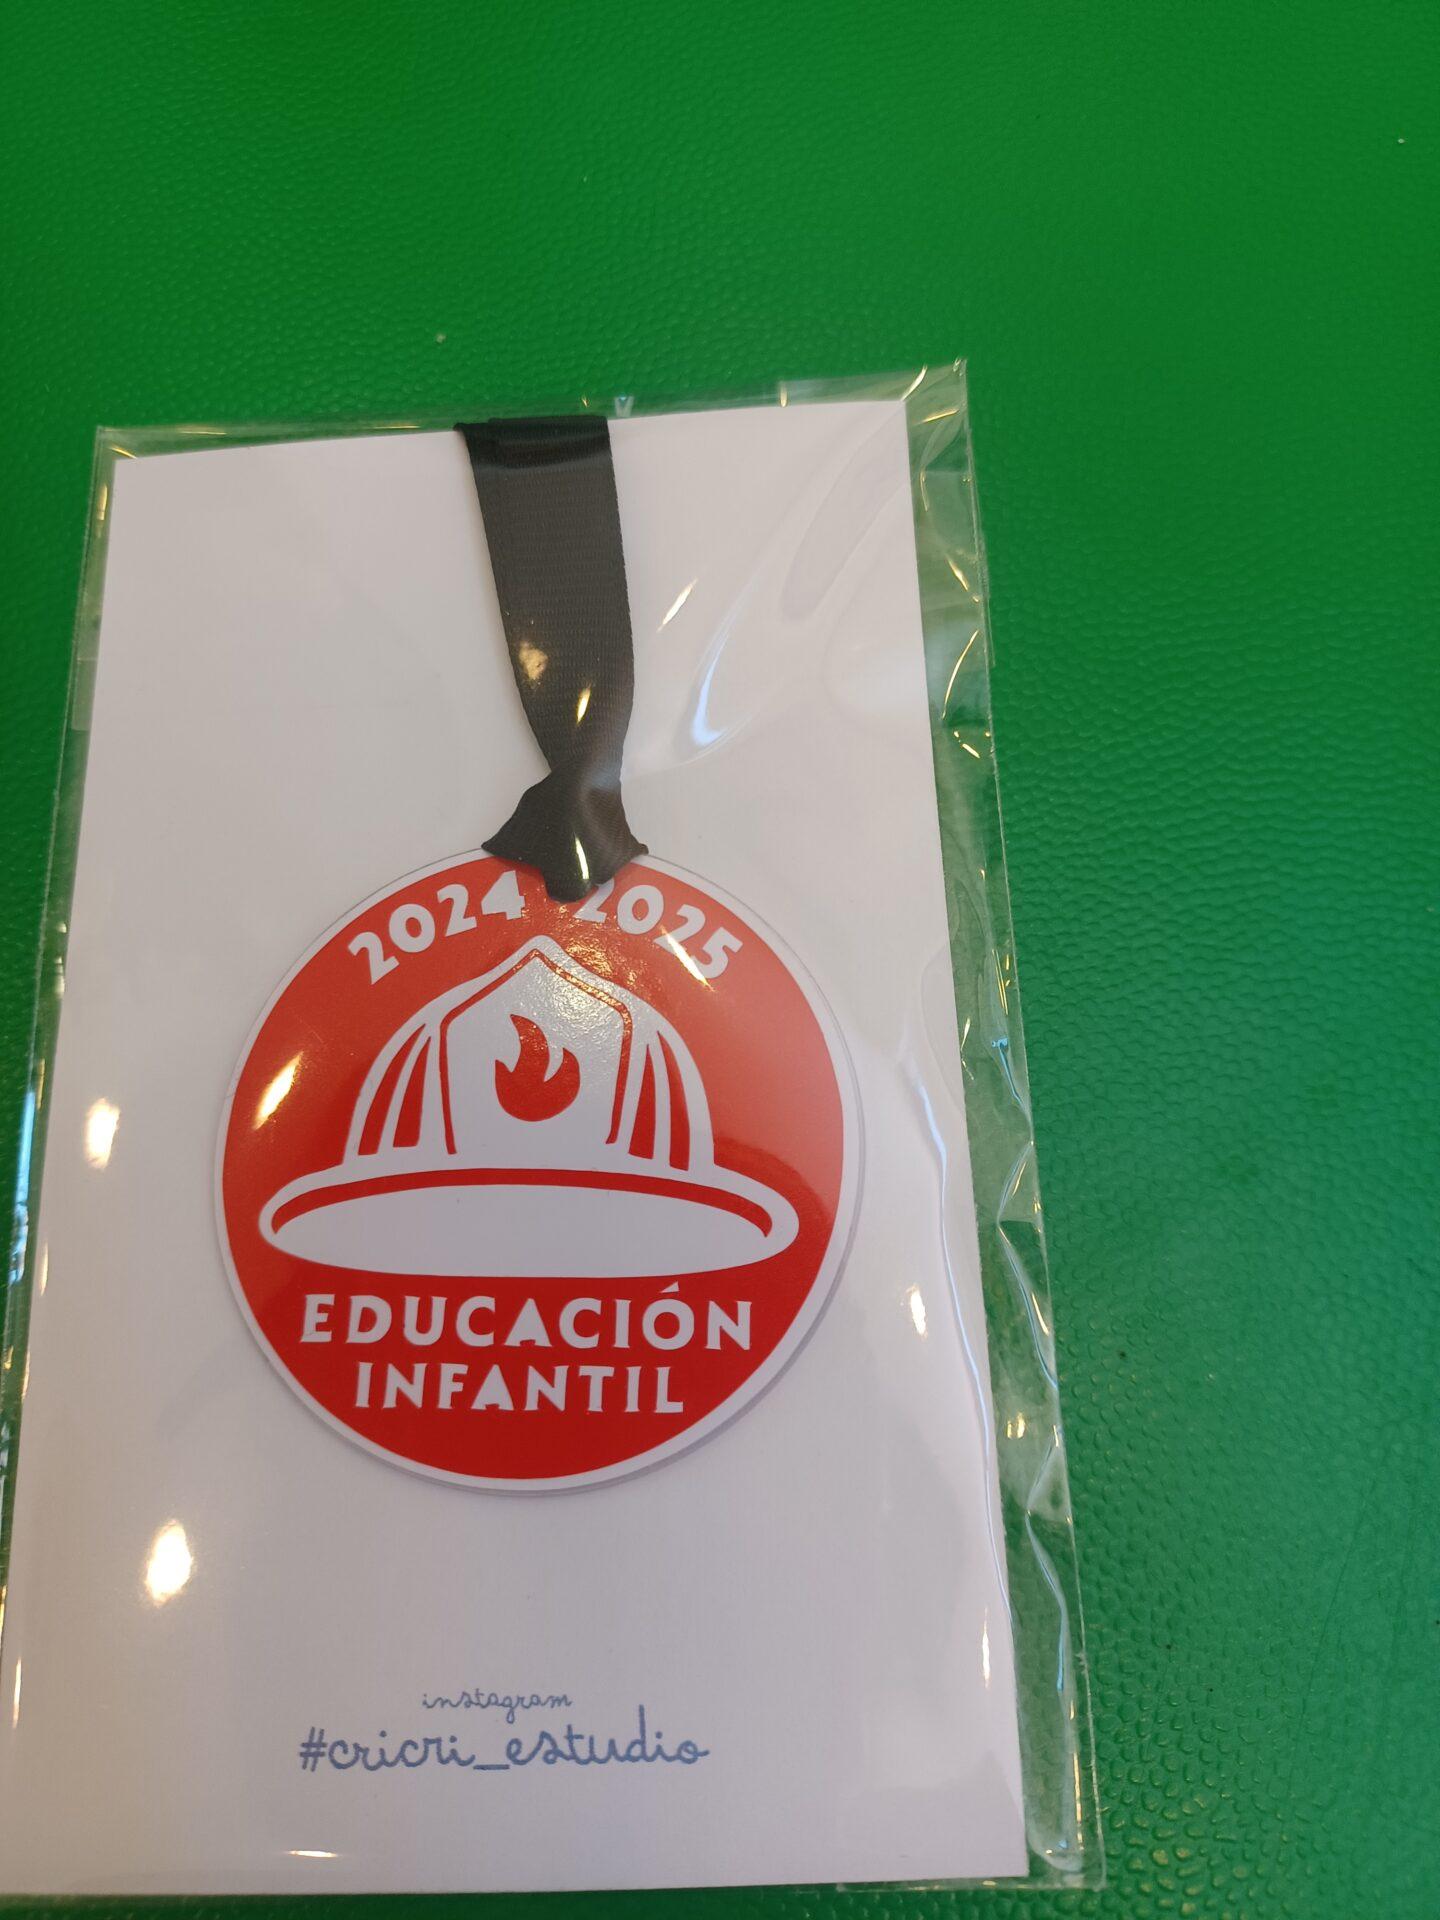 2024 2025
EDUCACIÓN
INFANTIL
instagram
#cricri_estudio